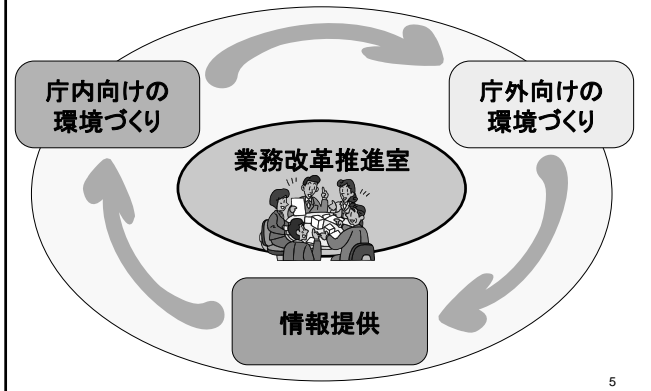 庁内向けの
環境づくり
庁外向けの
環境づくり
業務改革推進室
情報提供
5